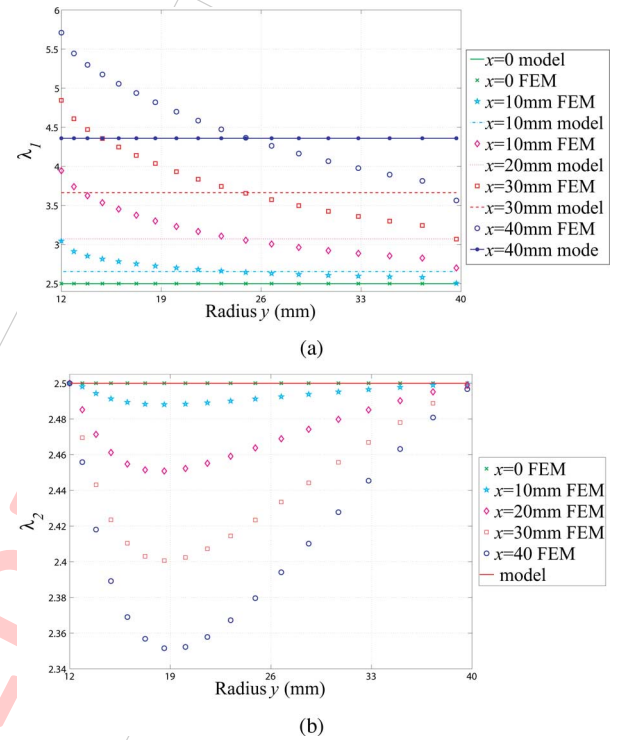 6
5.5
5
4.5
4
3.5
3
2.5
λ1
12 19 26 33 40
Radius y (mm)
x=0 model
x=0 FEM
x=10mm FEM
x=10mm model
x=10mm FEM
x=20mm model
x=30mm FEM
x=30mm model
x=40mm FEM
x=40mm mode
(a)
2.5
2.48
2.46
2.44
2.42
2.4
2.38
2.36
2.34
λ2
12 19 26 33 40
Radius y (mm)
x=0 FEM
x=10mm FEM
x=20mm FEM
x=30mm FEM
x=40 FEM
model
(b)